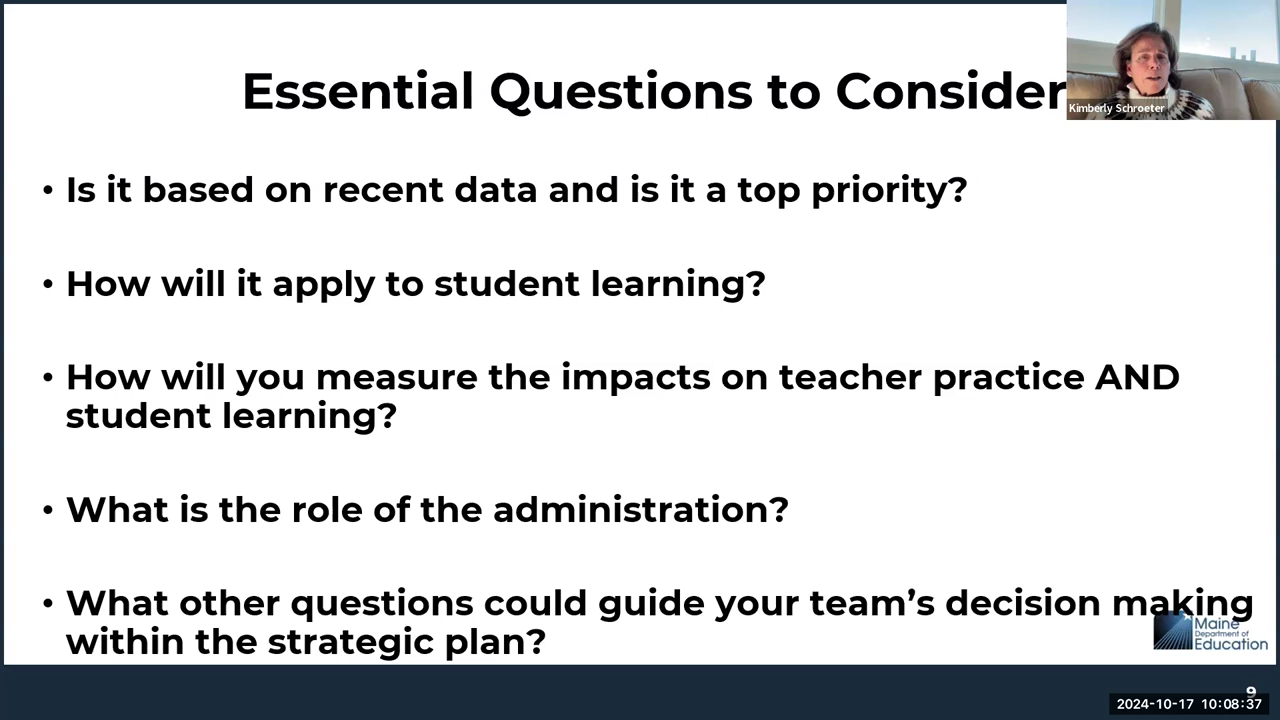 Essential Questions to Consider
Kimberly Schroeter
• Is it based on recent data and is it a top priority?
• How will it apply to student learning?
• How will you measure the impacts on teacher practice AND
student learning?
• What is the role of the administration?
• What other questions could guide your team’s decision making
within the strategic plan?
Maine
Department of
Education
9
2024-10-17 10:08:37